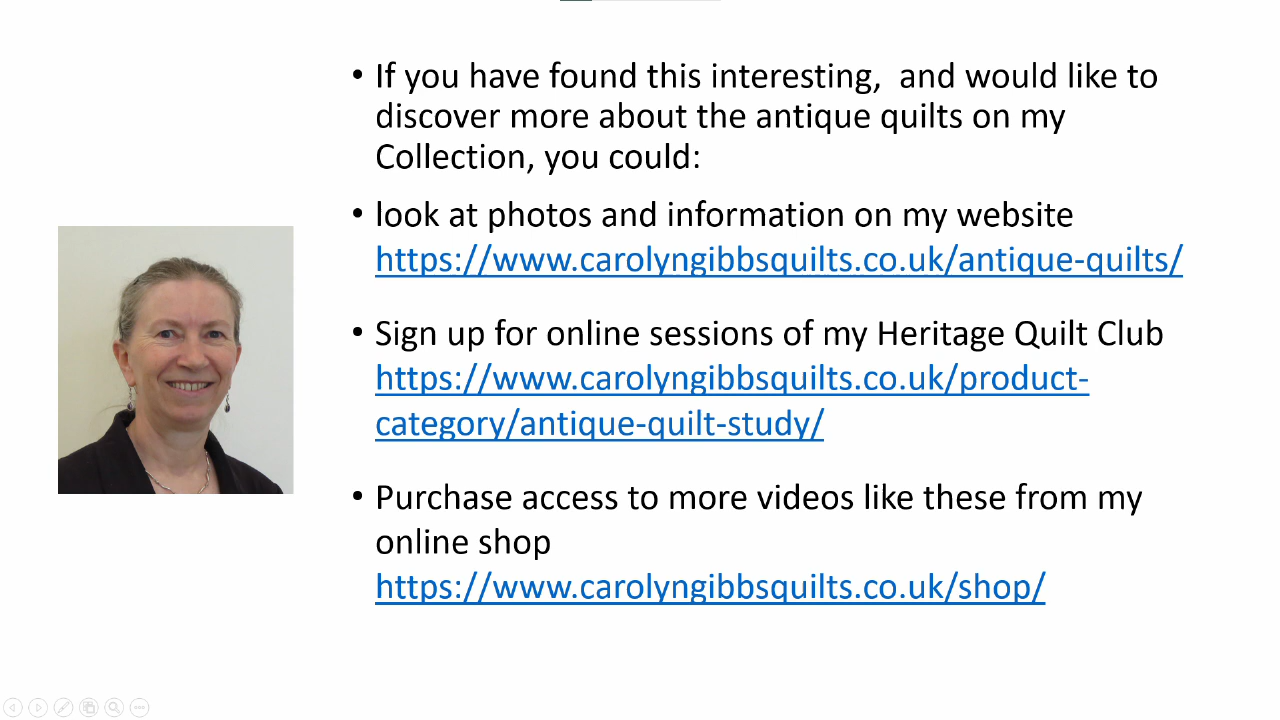 • If you have found this interesting,  and would like to
discover more about the antique quilts on my
Collection, you could:
• look at photos and information on my website
https://www.carolyngibbsquilts.co.uk/antique-quilts/
• Sign up for online sessions of my Heritage Quilt Club
https://www.carolyngibbsquilts.co.uk/product-
category/antique-quilt-study/
• Purchase access to more videos like these from my
online shop
https://www.carolyngibbsquilts.co.uk/shop/